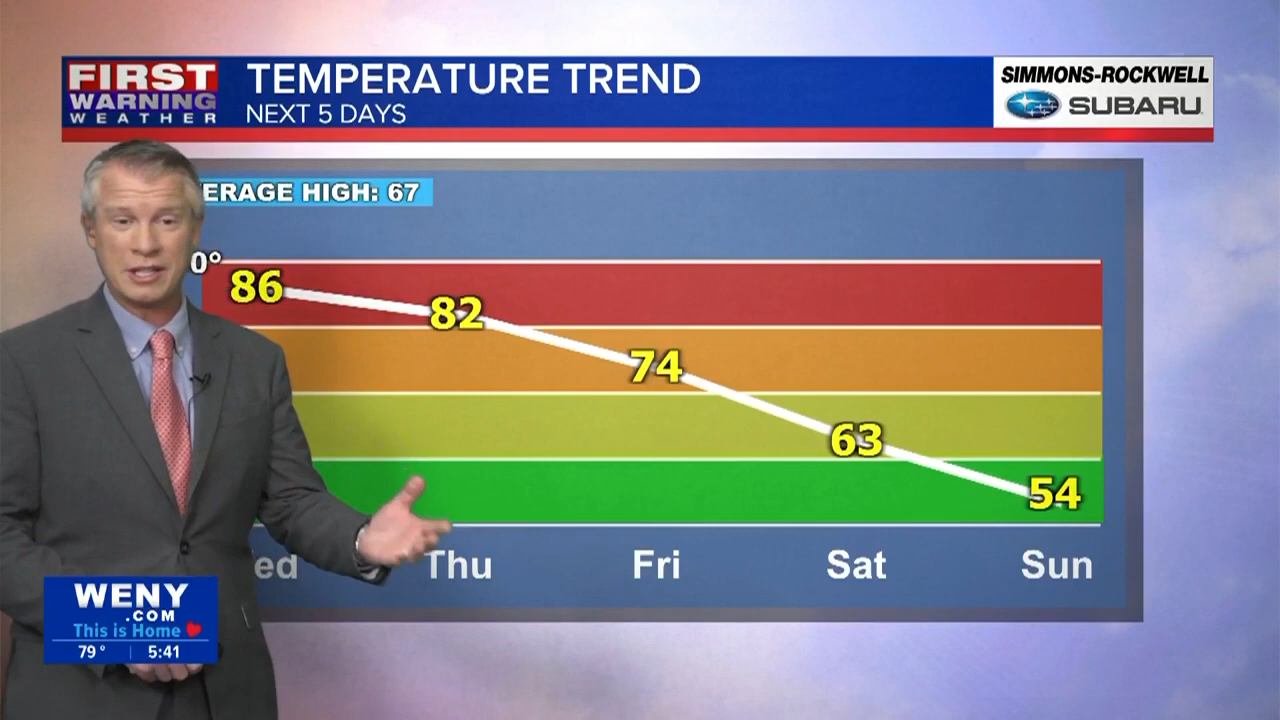 FIRST
WARNING
WEATHER
TEMPERATURE TREND
NEXT 5 DAYS
SIMMONS-ROCKWELL
SUBARU
ERAGE HIGH: 67
0°
86
82
74
63
54
ed Thu Fri Sat Sun
WENY
.COM
This is Home
79° | 5:41